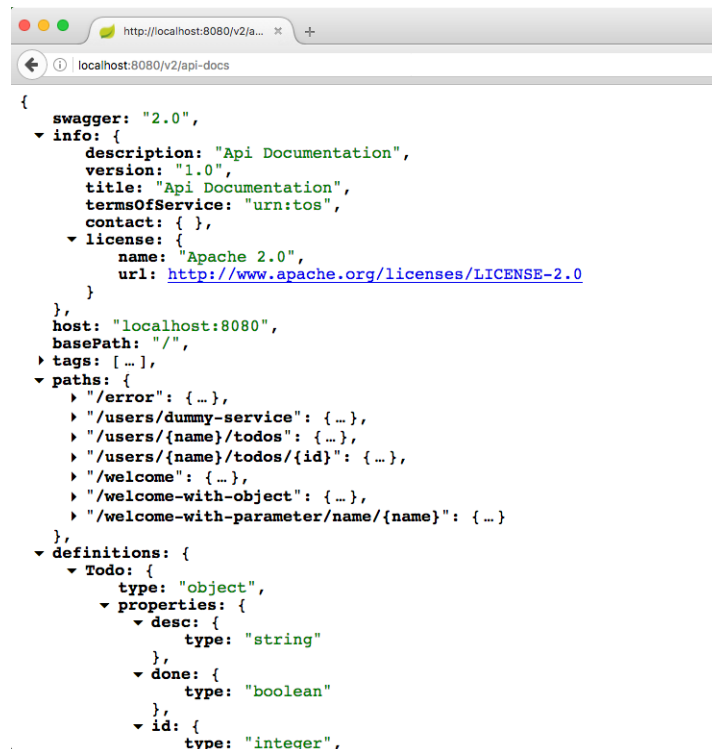 http://localhost:8080/v2/a... × +
localhost:8080/v2/api-docs
{
swagger: "2.0",
info: {
description: "Api Documentation",
version: "1.0",
title: "Api Documentation",
termsOfService: "urn:tos",
contact: { },
license: {
name: "Apache 2.0",
url: http://www.apache.org/licenses/LICENSE-2.0
}
},
host: "localhost:8080",
basePath: "/",
tags: […],
paths: {
"/error": {…},
"/users/dummy-service": {…},
"/users/{name}/todos": {…},
"/users/{name}/todos/{id}": {…},
"/welcome": {…},
"/welcome-with-object": {…},
"/welcome-with-parameter/name/{name}": {…}
},
definitions: {
Todo: {
type: "object",
properties: {
desc: {
type: "string"
},
done: {
type: "boolean"
},
id: {
type: "integer",